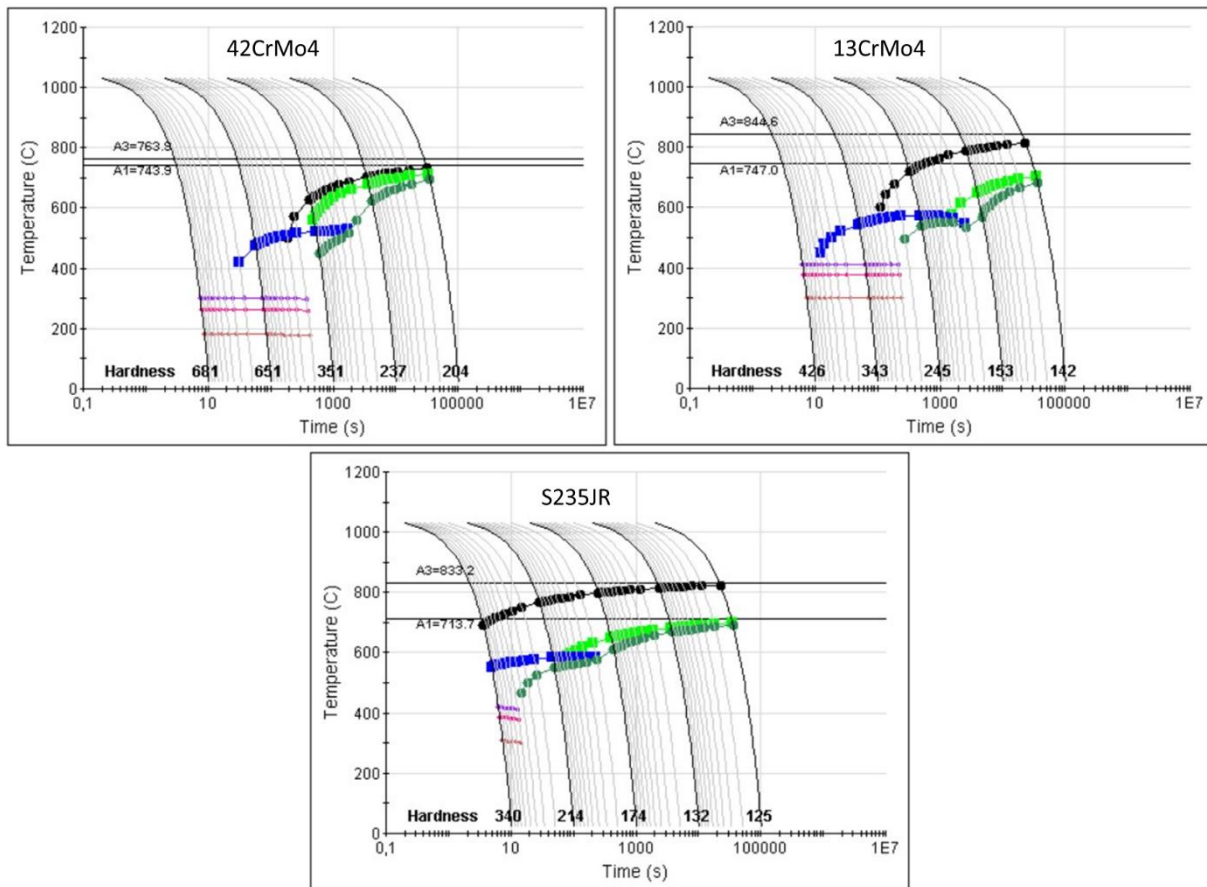 42CrMo4
1200
1000
800
600
400
200
0
Temperature (C)
A3=763.8
A1=743.9
Hardness 681 651 351 237 204
0,1 10 1000 100000 1E7
Time (s)
13CrMo4
1200
1000
800
600
400
200
0
Temperature (C)
A3=844.6
A1=747.0
Hardness 426 343 245 153 142
0,1 10 1000 100000 1E7
Time (s)
S235JR
1200
1000
800
600
400
200
0
Temperature (C)
A3=833.2
A1=713.7
Hardness 340 214 174 132 125
0,1 10 1000 100000 1E7
Time (s)